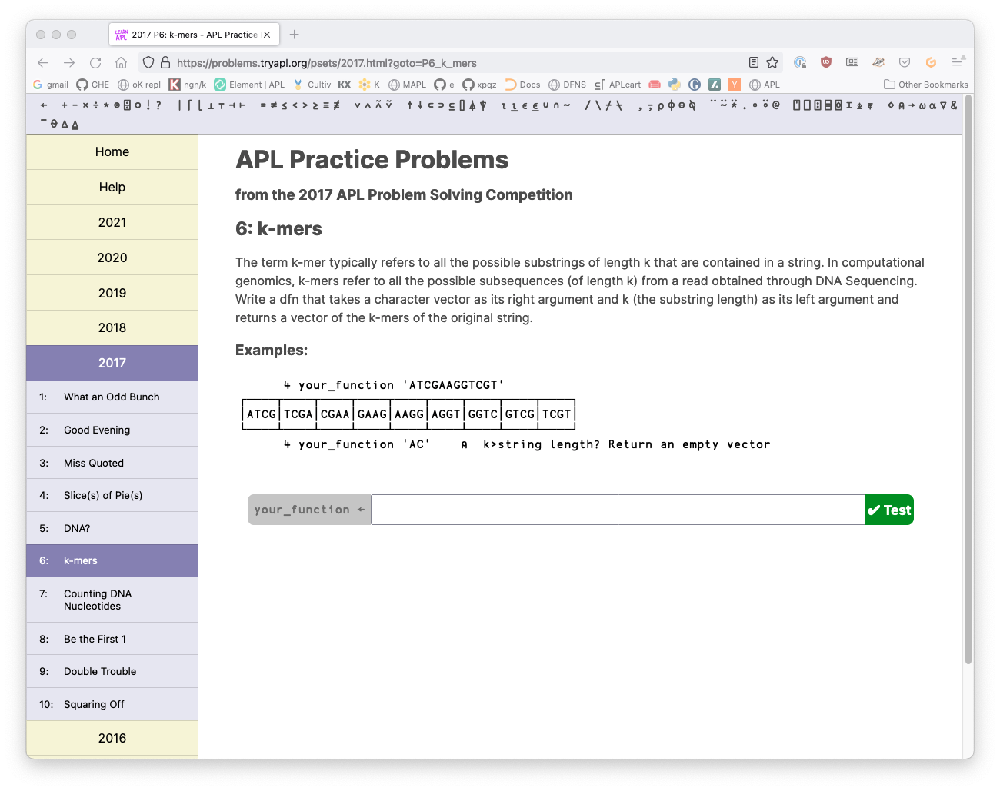 LEARN APL 2017 P6: k-mers - APL Practice
https://problems.tryapl.org/psets/2017.html?goto=P6_k_mers
gmail GHE oK repl ngn/k Element | APL Cultiv KX K MAPL e xpqz Docs DFNS APLcart APL Other Bookmarks
Home
Help
2021
2020
2019
2018
2017
1: What an Odd Bunch
2: Good Evening
3: Miss Quoted
4: Slice(s) of Pie(s)
5: DNA?
6: k-mers
7: Counting DNA
Nucleotides
8: Be the First 1
9: Double Trouble
10: Squaring Off
2016
APL Practice Problems
from the 2017 APL Problem Solving Competition
6: k-mers
The term k-mer typically refers to all the possible substrings of length k that are contained in a string. In computational
genomics, k-mers refer to all the possible subsequences (of length k) from a read obtained through DNA Sequencing.
Write a dfn that takes a character vector as its right argument and k (the substring length) as its left argument and
returns a vector of the k-mers of the original string.
Examples:
4 your_function 'ATCGAAGGTCGT'
ATCG TCGA CGAA GAAG AAGG AGGT GGTC GTCG TCGT
4 your_function 'AC' ⍝ k>string length? Return an empty vector
your_function ←
✔ Test